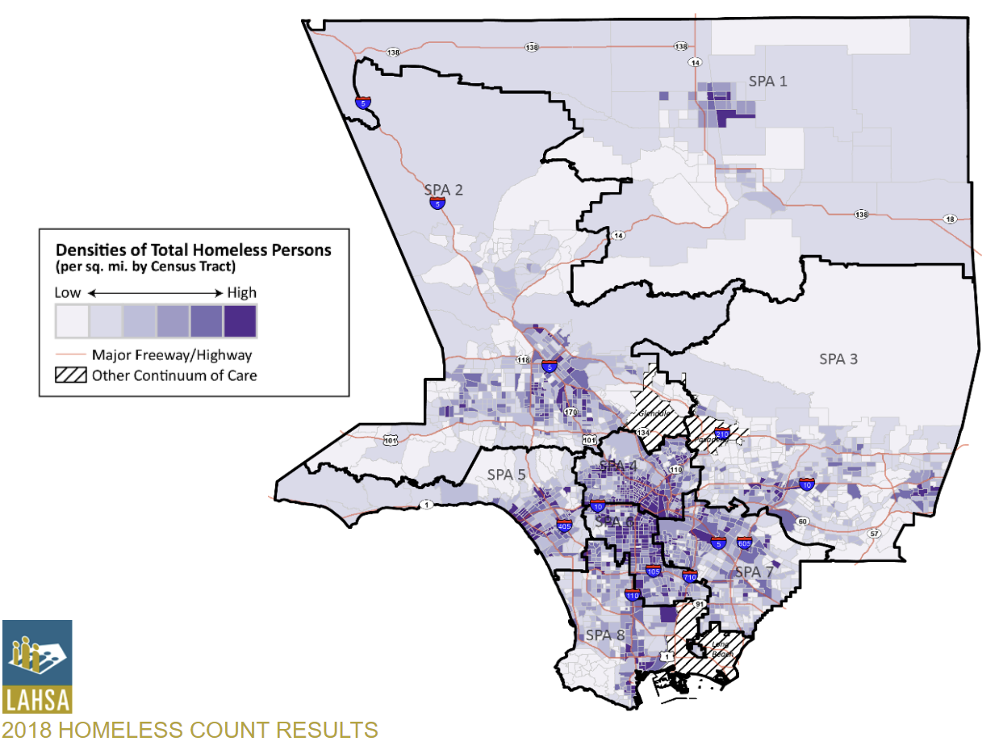 138
138
138
14
SPA 1
5
SPA 2
5
138
18
14
Densities of Total Homeless Persons
(per sq. mi. by Census Tract)
Low
High
Major Freeway/Highway
Other Continuum of Care
118
5
SPA 3
170
Glendale
134
101
101
210
SPA 4
110
SPA 5
10
1
10
SPA 6
405
60
57
5
605
SPA 7
105
710
110
91
SPA 8
Long
Beach
1
LAHSA
2018 HOMELESS COUNT RESULTS